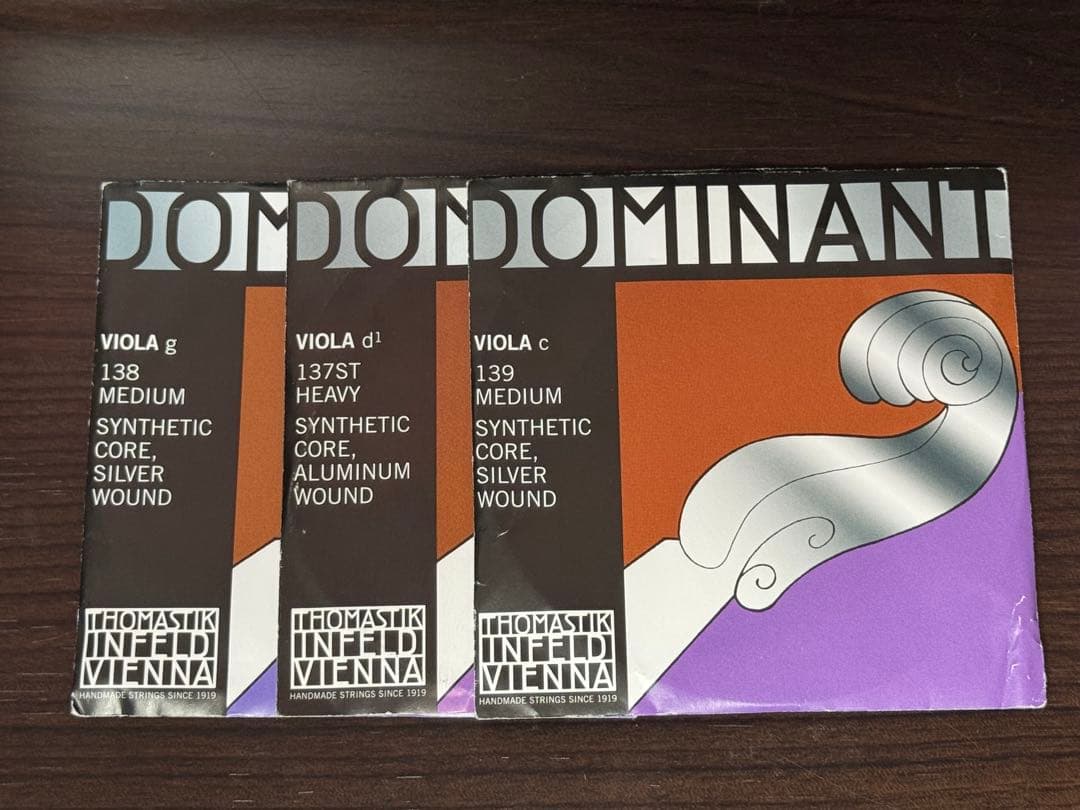 DOM
VIOLA g
138
MEDIUM
SYNTHETIC
CORE,
SILVER
WOUND
THOMASTIK
INFELD
VIENNA
HANDMADE STRINGS SINCE 1919
DON
VIOLA d¹
137ST
HEAVY
SYNTHETIC
CORE,
ALUMINUM
WOUND
THOMASTIK
INFELD
VIENNA
HANDMADE STRINGS SINCE 1919
DOMINANT
VIOLA c
139
MEDIUM
SYNTHETIC
CORE,
SILVER
WOUND
THOMASTIK
INFELD
VIENNA
HANDMADE STRINGS SINCE 1919